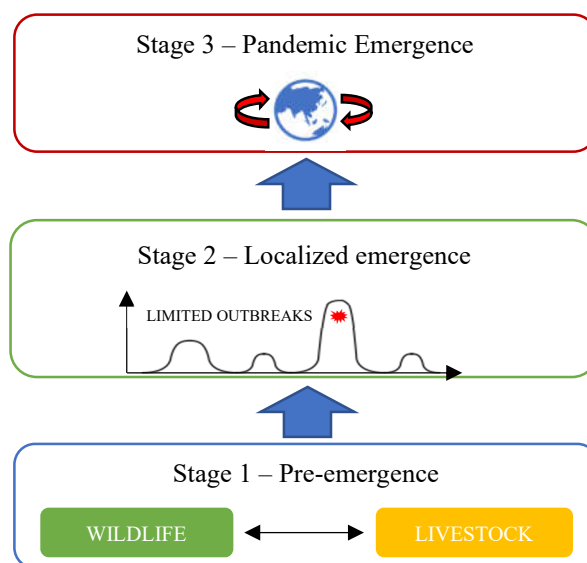 Stage 3 – Pandemic Emergence
Stage 2 – Localized emergence
LIMITED OUTBREAKS
Stage 1 – Pre-emergence
WILDLIFE
LIVESTOCK